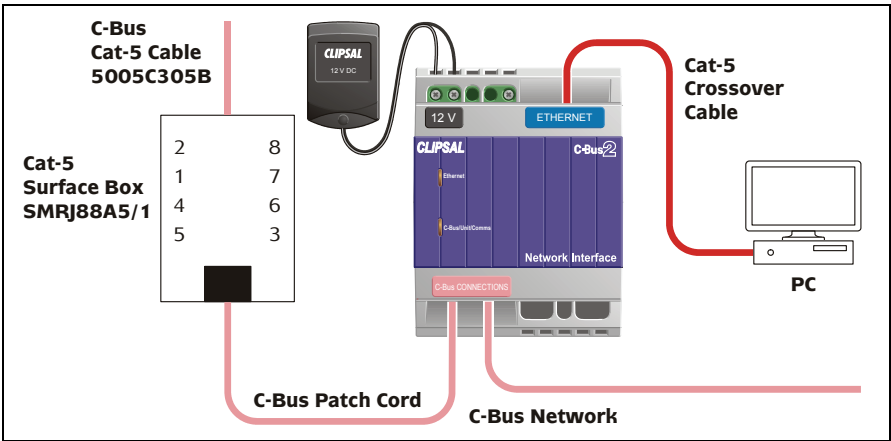 C-Bus
Cat-5 Cable
5005C305B
CLIPSAL
12 V DC
Cat-5
Crossover
Cable
12 V
ETHERNET
CLIPSAL
C-Bus2
Ethernet
C-Bus/Unit/Comms
Network Interface
C-Bus CONNECTIONS
Cat-5
Surface Box
SMRJ88A5/1
2 8
1 7
4 6
5 3
PC
C-Bus Patch Cord
C-Bus Network